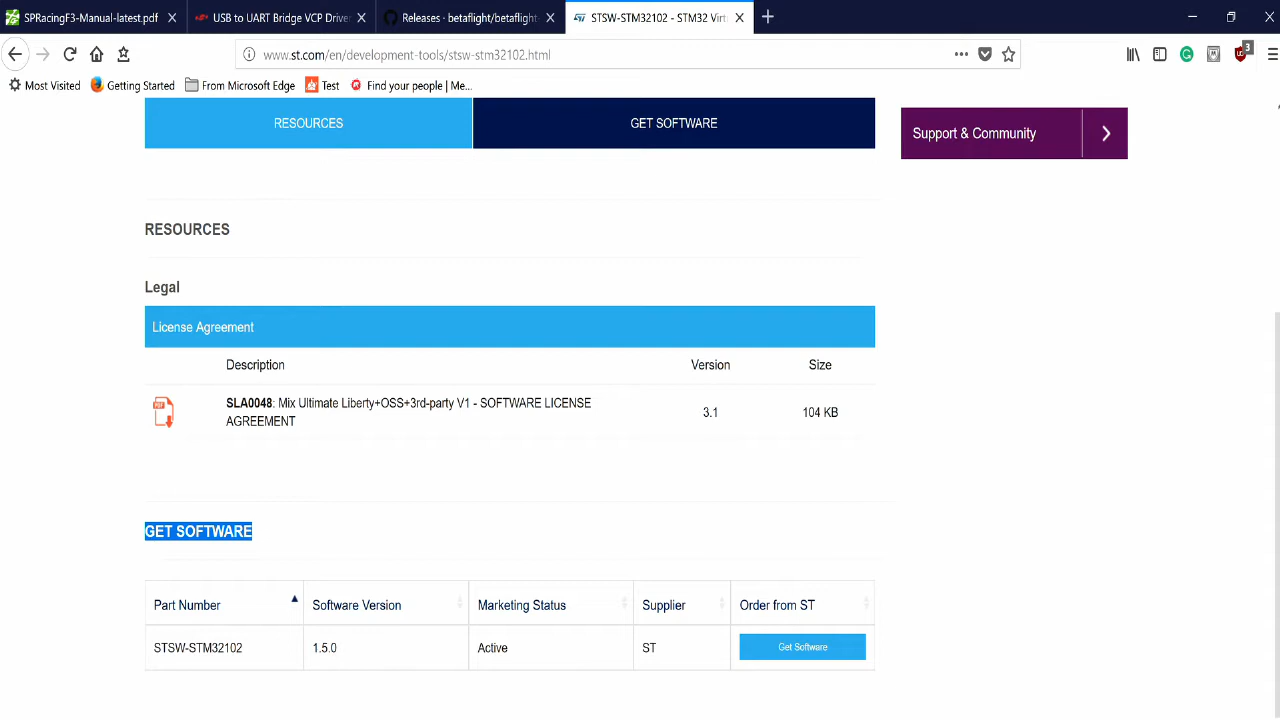 SPRacingF3-Manual-latest.pdf
USB to UART Bridge VCP Driver
Releases · betaflight/betaflight-
STSW-STM32102 - STM32 Virtu
www.st.com/en/development-tools/stsw-stm32102.html
3
Most Visited
Getting Started
From Microsoft Edge
Test
Find your people | Me...
RESOURCES
GET SOFTWARE
Support & Community
RESOURCES
Legal
License Agreement
Description Version Size
PDF
SLA0048: Mix Ultimate Liberty+OSS+3rd-party V1 - SOFTWARE LICENSE
AGREEMENT
3.1
104 KB
GET SOFTWARE
Part Number Software Version Marketing Status Supplier Order from ST
STSW-STM32102 1.5.0 Active ST Get Software